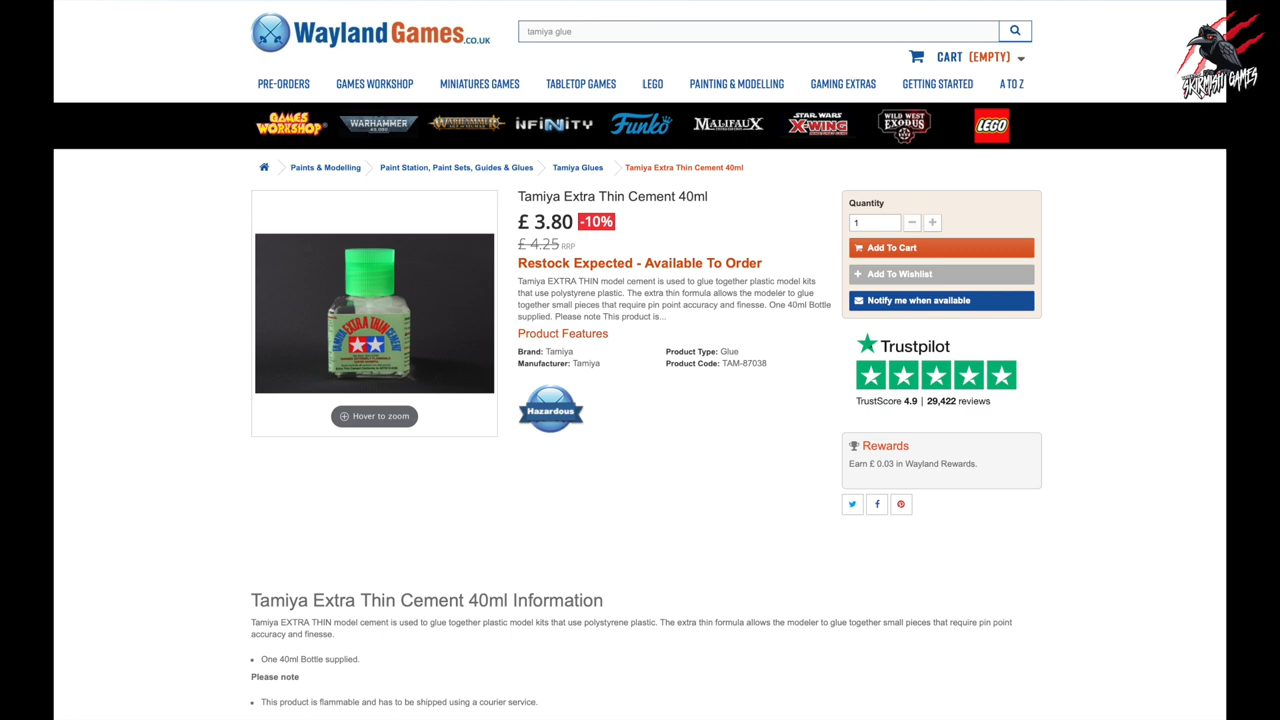 WaylandGames.CO.UK
tamiya glue
CART (EMPTY)
PRE-ORDERS GAMES WORKSHOP MINIATURES GAMES TABLETOP GAMES LEGO PAINTING & MODELLING GAMING EXTRAS GETTING STARTED A TO Z
SKIRMISH GAMES
GAMES WORKSHOP WARHAMMER WARHAMMER INFINITY Funko MALIFAUX STAR WARS X-WING WILD WEST EXODUS LEGO
Paints & Modelling Paint Station, Paint Sets, Guides & Glues Tamiya Glues Tamiya Extra Thin Cement 40ml
Tamiya Extra Thin Cement 40ml
£ 3.80 -10%
£ 4.25 RRP
Restock Expected - Available To Order
Tamiya EXTRA THIN model cement is used to glue together plastic model kits
that use polystyrene plastic. The extra thin formula allows the modeler to glue
together small pieces that require pin point accuracy and finesse. One 40ml Bottle
supplied. Please note This product is...
Product Features
Brand: Tamiya Product Type: Glue
Manufacturer: Tamiya Product Code: TAM-87038
Hazardous
TAMIYA EXTRA THIN CEMENT
Hover to zoom
Quantity
1
Add To Cart
Add To Wishlist
Notify me when available
Trustpilot
TrustScore 4.9 | 29,422 reviews
Rewards
Earn £ 0.03 in Wayland Rewards.
Tamiya Extra Thin Cement 40ml Information
Tamiya EXTRA THIN model cement is used to glue together plastic model kits that use polystyrene plastic. The extra thin formula allows the modeler to glue together small pieces that require pin point
accuracy and finesse.
One 40ml Bottle supplied.
Please note
This product is flammable and has to be shipped using a courier service.